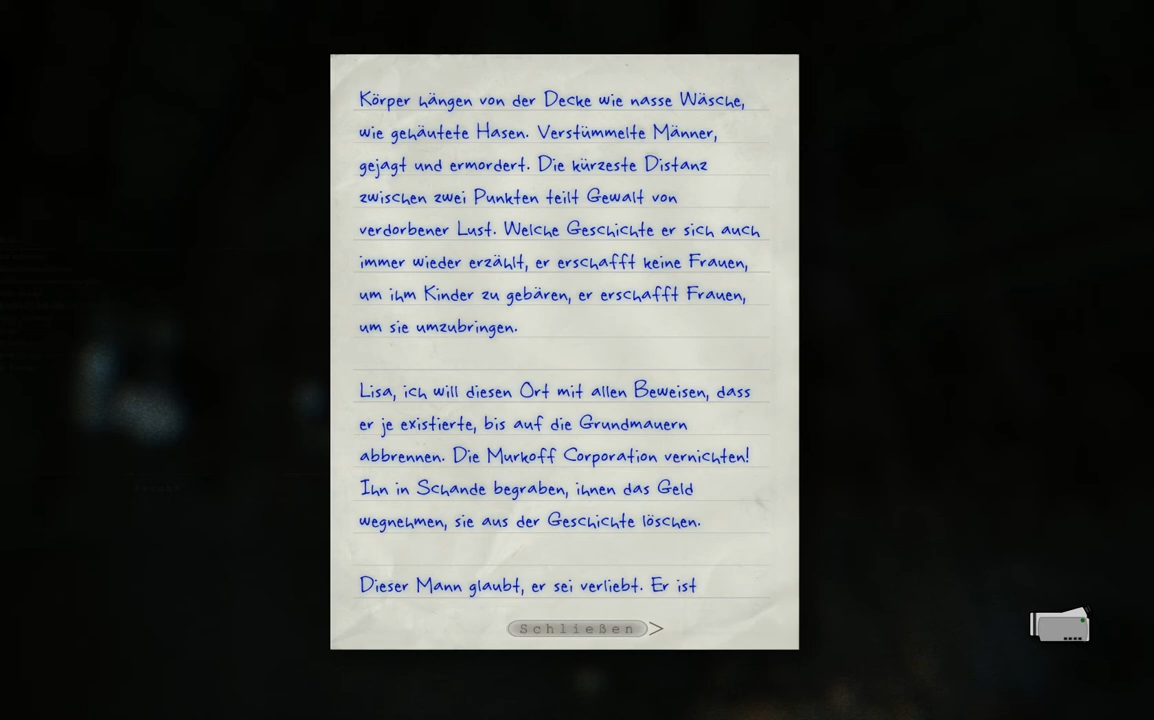 Körper hängen von der Decke wie nasse Wäsche,
wie gehäutete Hasen. Verstümmelte Männer,
gejagt und ermordert. Die kürzeste Distanz
zwischen zwei Punkten teilt Gewalt von
verdorbener Lust. Welche Geschichte er sich auch
immer wieder erzählt, er erschafft keine Frauen,
um ihm Kinder zu gebären, er erschafft Frauen,
um sie umzubringen.
Lisa, ich will diesen Ort mit allen Beweisen, dass
er je existierte, bis auf die Grundmauern
abbrennen. Die Murkoff Corporation vernichten!
Ihn in Schande begraben, ihnen das Geld
wegnehmen, sie aus der Geschichte löschen.
Dieser Mann glaubt, er sei verliebt. Er ist
Schließen